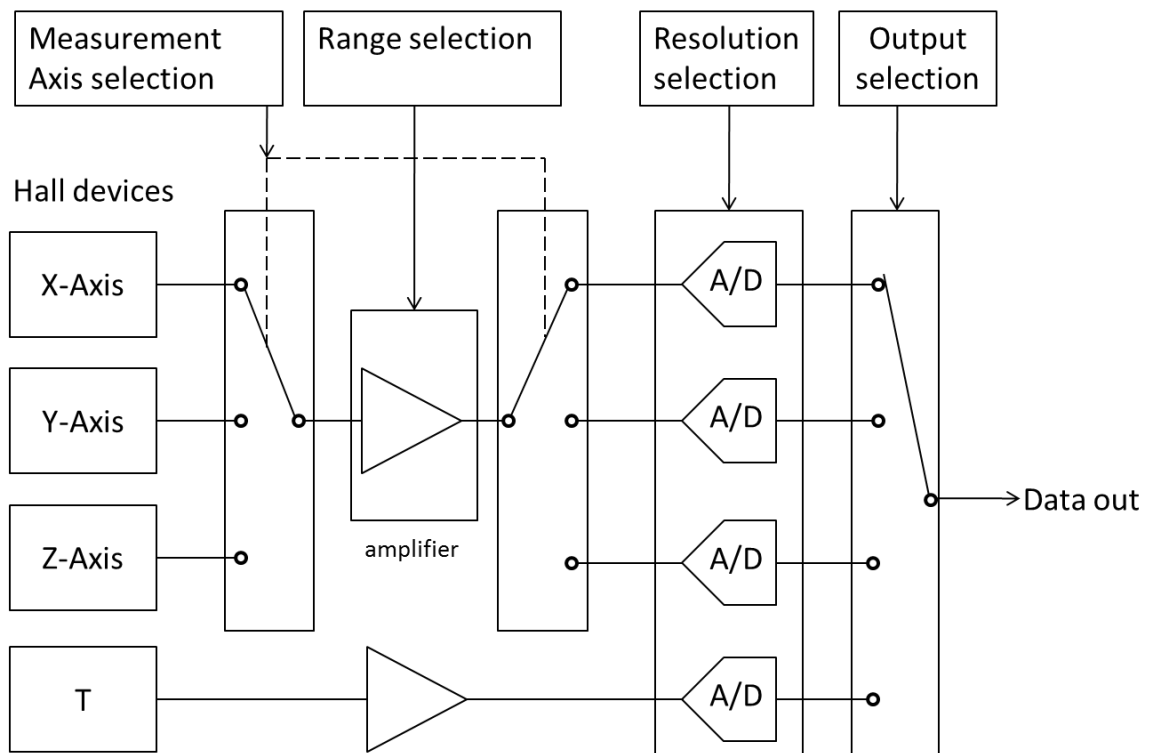 Measurement
Axis selection
Range selection
Resolution
selection
Output
selection
Hall devices
X-Axis
A/D
Y-Axis
A/D
Data out
Z-Axis
amplifier
A/D
T
A/D